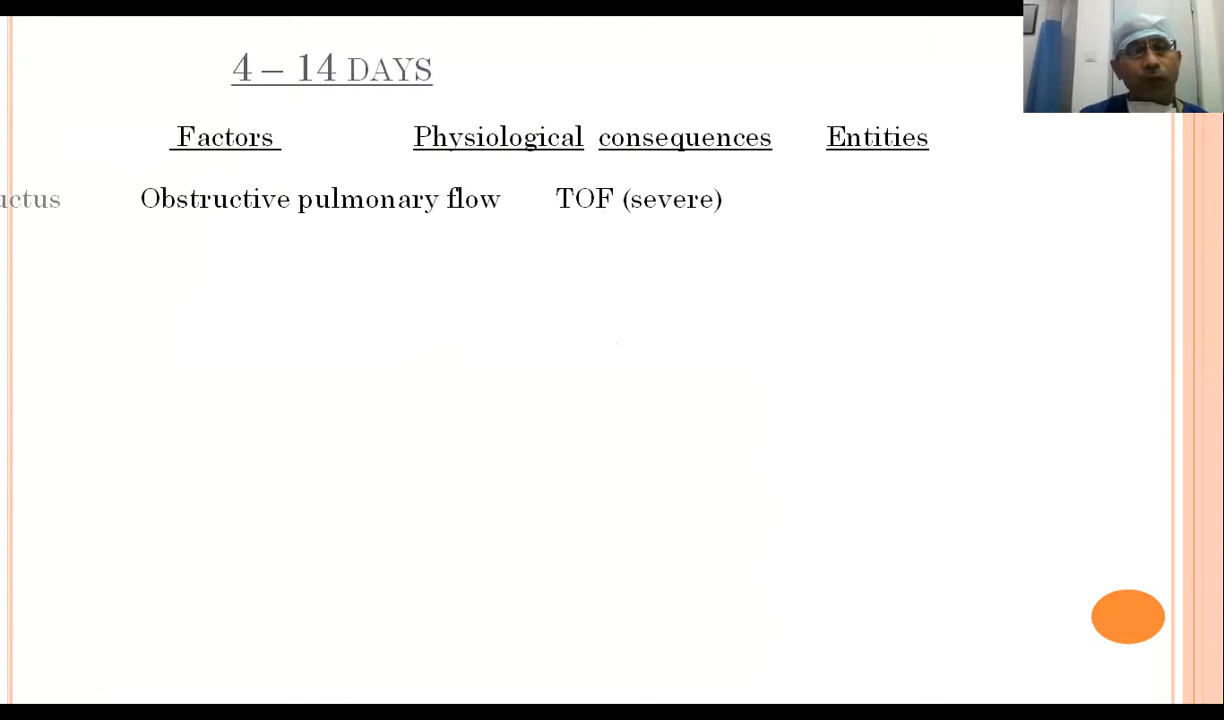 4 – 14 DAYS
Factors Physiological consequences Entities
Obstructive pulmonary flow TOF (severe)